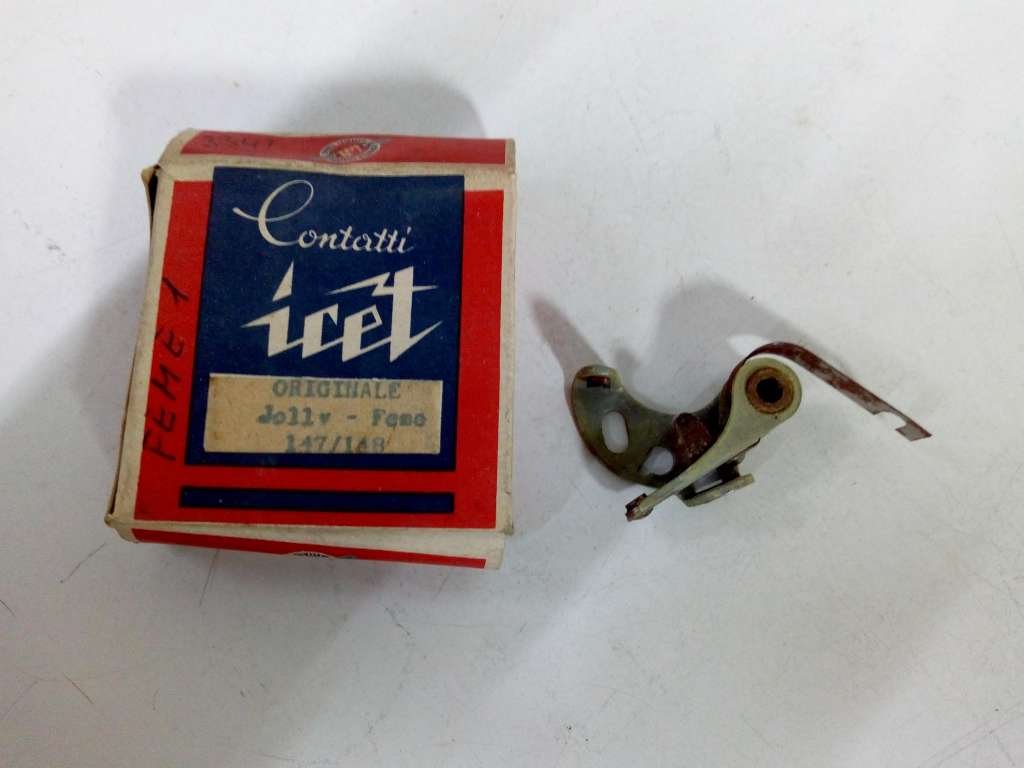 Contatti
icet
ORIGINALE
Jolly - Feme
147/148
FEME 1